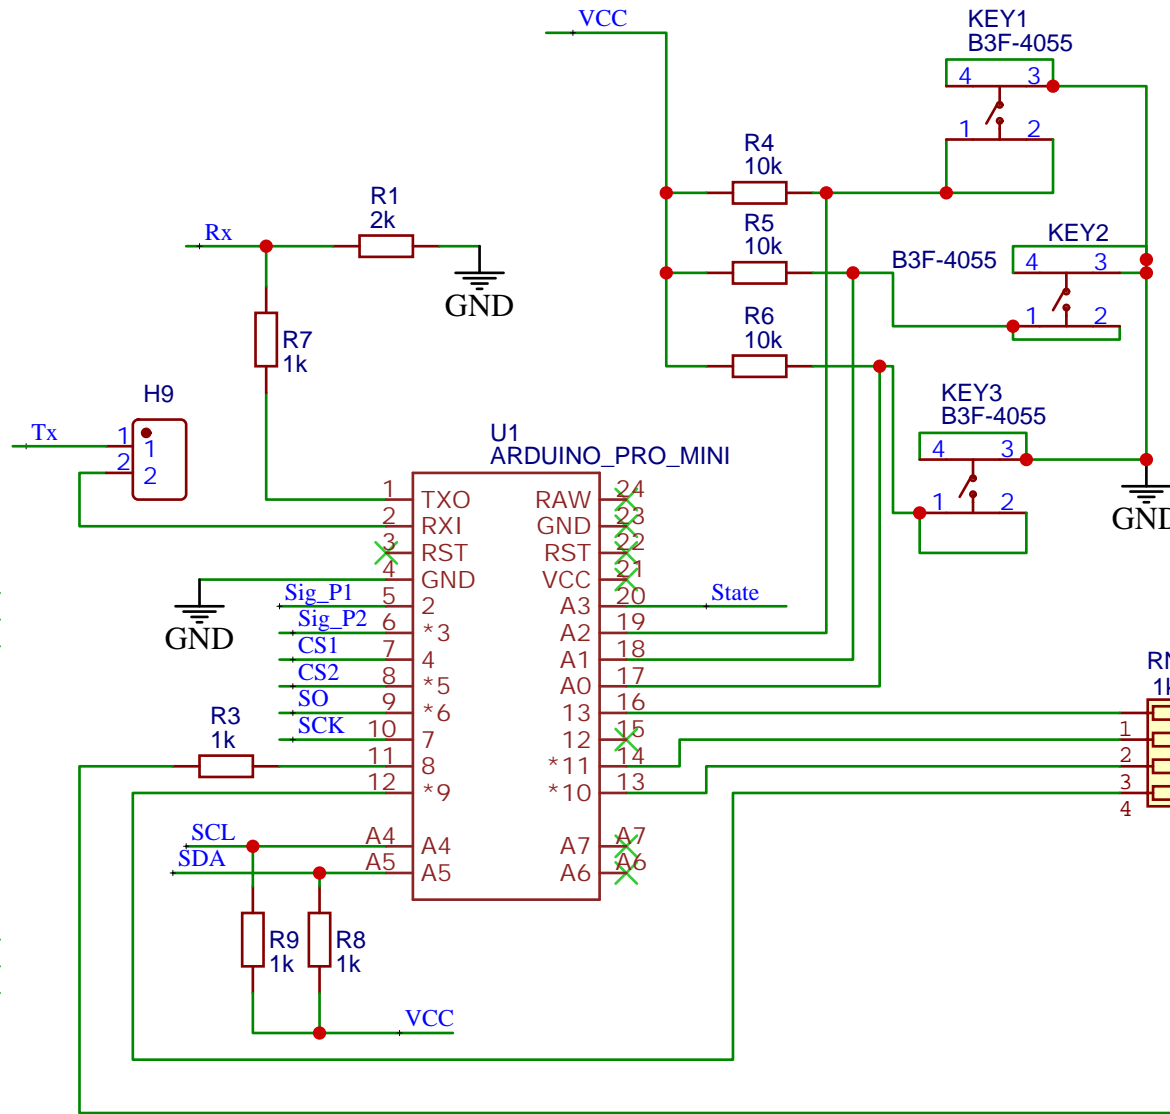 VCC
KEY1
B3F-4055
4 3
1 2
R4
10k
R1
2k
Rx
GND
R5
10k
KEY2
B3F-4055
4 3
1 2
R6
10k
R7
1k
H9
Tx
1 1
2 2
KEY3
B3F-4055
4 3
1 2
GND
U1
ARDUINO_PRO_MINI
1 TXO RAW 24
2 RXI GND 23
3 RST RST 22
4 GND VCC 21
GND
Sig_P1 5 2 A3 20 State
Sig_P2 6 *3 A2 19
CS1 7 4 A1 18
CS2 8 *5 A0 17
SO 9 *6 13 16
SCK 10 7 12 15
R3
1k
11 8 *11 14
12 *9 *10 13
RN
1k
1
2
3
4
SCL A4 A4 A7 A7
SDA A5 A5 A6 A6
R9
1k
R8
1k
VCC